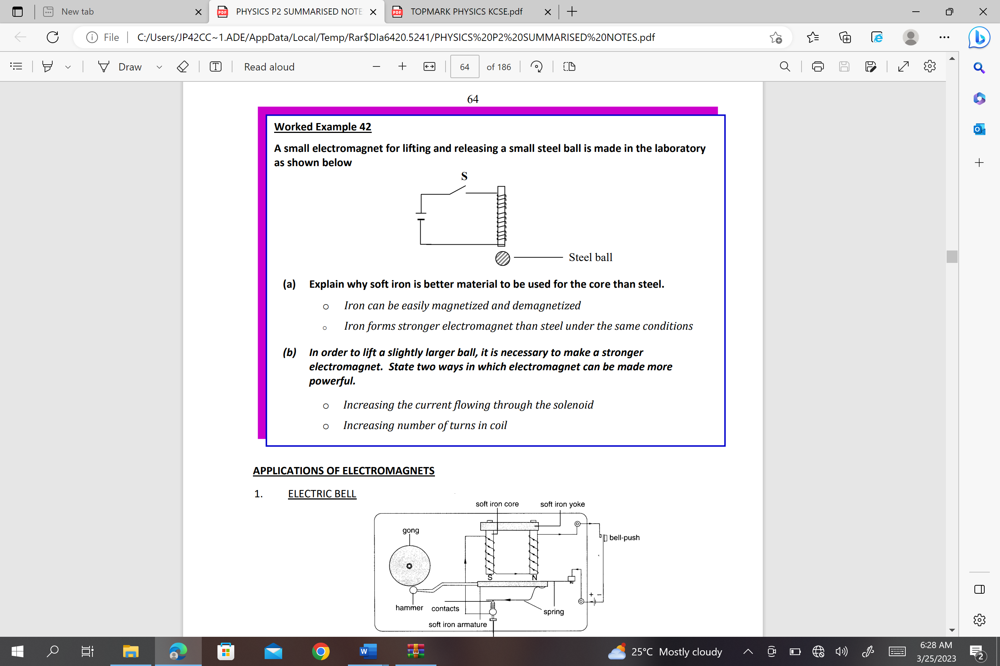 New tab
PHYSICS P2 SUMMARISED NOTE
TOPMARK PHYSICS KCSE.pdf
File
C:/Users/JP42CC~1.ADE/AppData/Local/Temp/Rar$DIa6420.5241/PHYSICS%20P2%20SUMMARISED%20NOTES.pdf
Draw
Read aloud
64 of 186
64
Worked Example 42
A small electromagnet for lifting and releasing a small steel ball is made in the laboratory
as shown below
S
Steel ball
(a) Explain why soft iron is better material to be used for the core than steel.
o Iron can be easily magnetized and demagnetized
o Iron forms stronger electromagnet than steel under the same conditions
(b) In order to lift a slightly larger ball, it is necessary to make a stronger
electromagnet. State two ways in which electromagnet can be made more
powerful.
o Increasing the current flowing through the solenoid
o Increasing number of turns in coil
APPLICATIONS OF ELECTROMAGNETS
1. ELECTRIC BELL
soft iron core
soft iron yoke
gong
bell-push
S
N
+ −
hammer
contacts
spring
soft iron armature
25°C Mostly cloudy
6:28 AM
3/25/2023
2